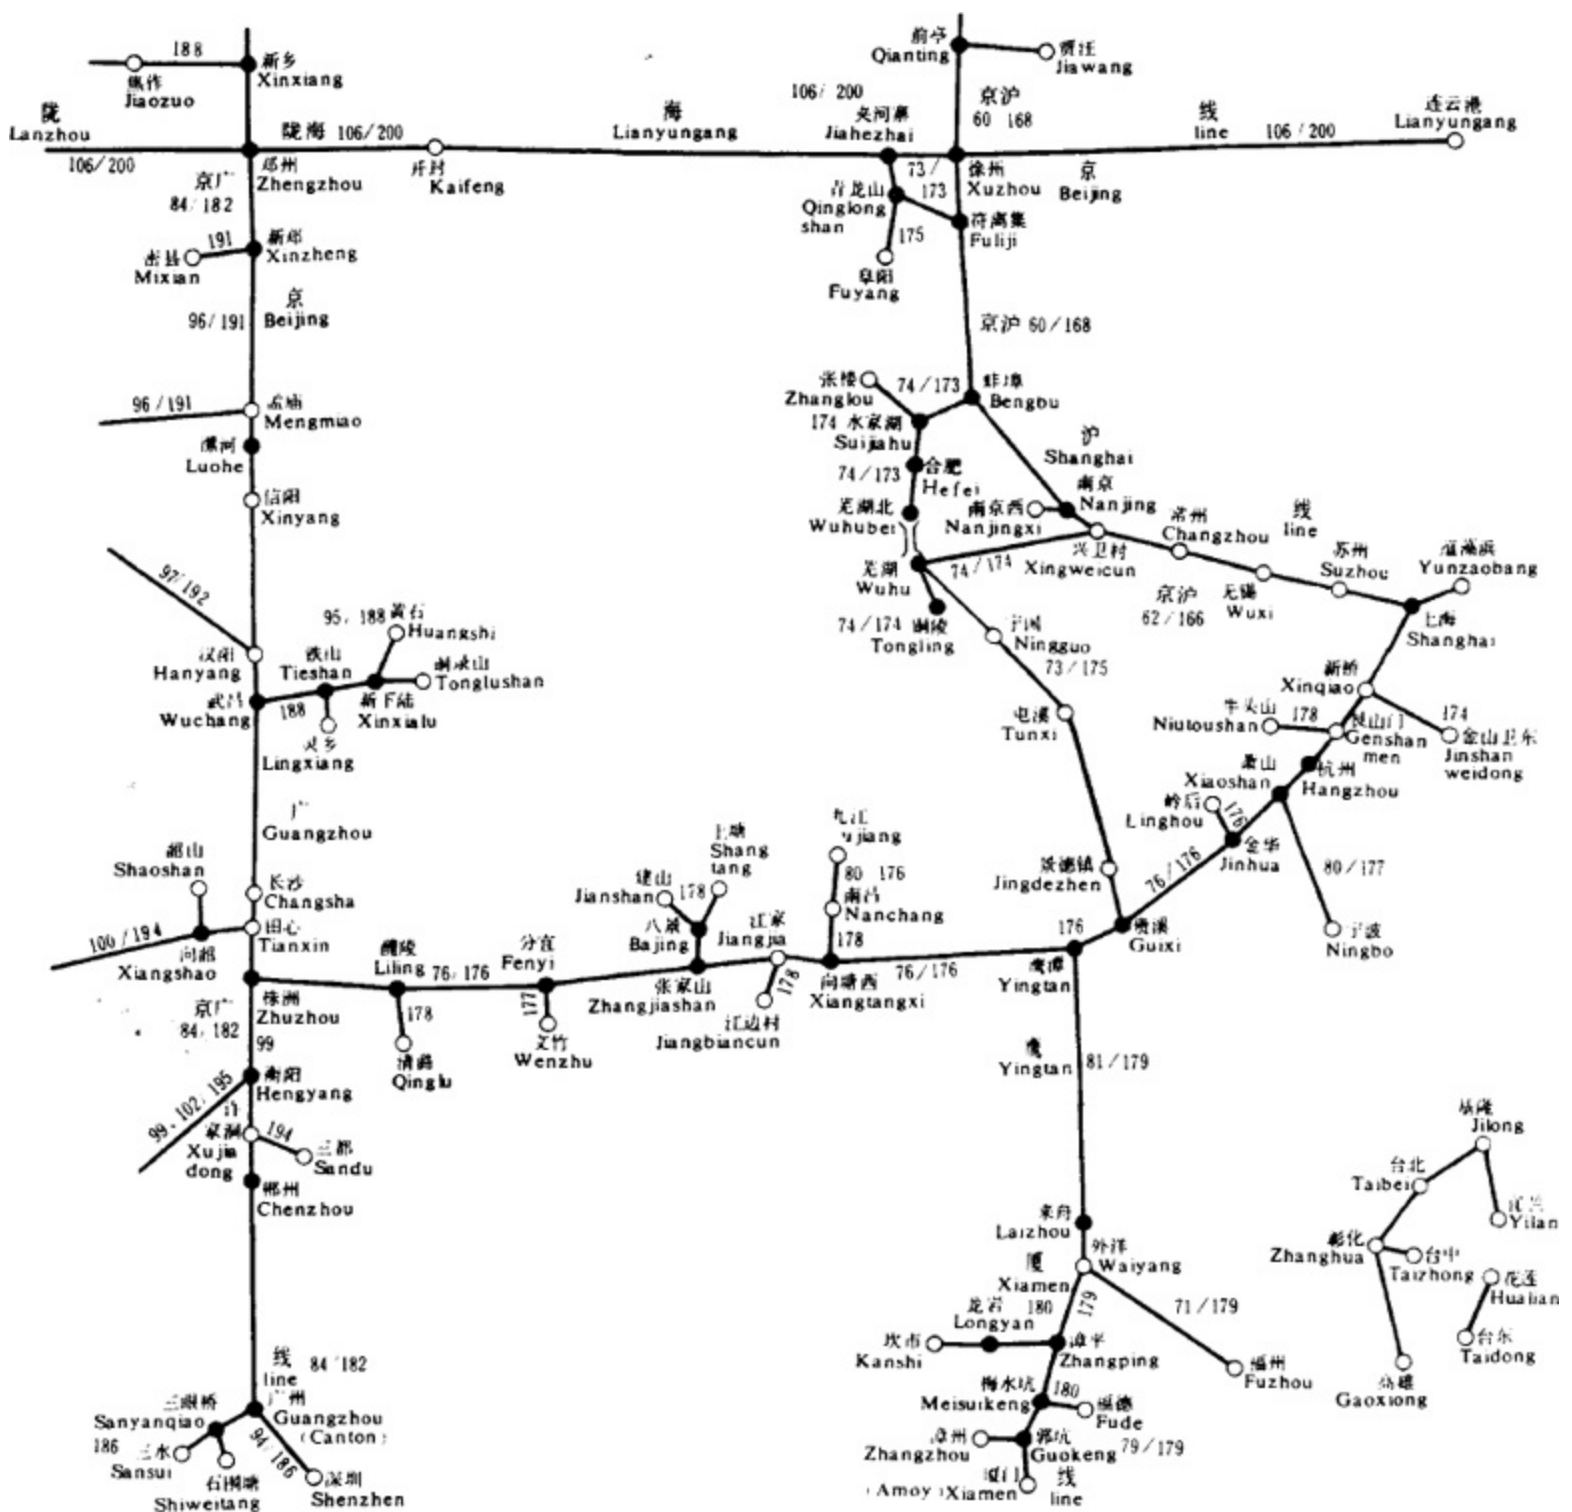 188
新乡
Xinxiang
焦作
Jiaozuo
前亭
Qianting
贾汪
Jiawang
陇
Lanzhou
陇海 106/200
海
Lianyungang
106/ 200
夹河寨
Jiahezhai
京沪
60 168
线
line
106/200
连云港
Lianyungang
106/200
郑州
Zhengzhou
开封
Kaifeng
73/
173
徐州
Xuzhou
京
Beijing
京广
84/182
青龙山
Qinglong
shan
符离集
Fuliji
191
新郑
Xinzheng
密县
Mixian
175
阜阳
Fuyang
京
Beijing
96/191
京沪 60/168
张楼
Zhanglou
74/173
蚌埠
Bengbu
96/191
孟庙
Mengmiao
174 水家湖
Suijiahu
漯河
Luohe
沪
Shanghai
74/173
合肥
Hefei
信阳
Xinyang
芜湖北
Wuhubei
南京西
Nanjingxi
南京
Nanjing
常州
Changzhou
线
line
兴卫村
Xingweicun
苏州
Suzhou
蕰藻浜
Yunzaobang
97/192
芜湖
Wuhu
74/174
京沪
62/166
无锡
Wuxi
上海
Shanghai
95, 188
黄石
Huangshi
74/174
铜陵
Tongling
宁国
Ningguo
73/175
汉阳
Hanyang
铁山
Tieshan
铜录山
Tonglushan
新桥
Xinqiao
武昌
Wuchang
188
新下陆
Xinxialu
屯溪
Tunxi
牛头山
Niutoushan
178
艮山门
Genshan
men
174
金山卫东
Jinshan
weidong
灵乡
Lingxiang
萧山
Xiaoshan
杭州
Hangzhou
广
Guangzhou
岭后
Linghou
176
金华
Jinhua
韶山
Shaoshan
上塘
Shang
tang
九江
ujiang
景德镇
Jingdezhen
76/176
80/177
长沙
Changsha
建山
Jianshan
178
80 176
南昌
Nanchang
100/194
田心
Tianxin
八景
Bajing
江家
Jiangjia
178
176
贵溪
Guixi
宁波
Ningbo
向韶
Xiangshao
醴陵
Liling
76/176
分宜
Fenyi
张家山
Zhangjiashan
178
向塘西
Xiangtangxi
76/176
鹰潭
Yingtan
株洲
Zhuzhou
京广
84/182
99
178
清潞
Qinglu
177
文竹
Wenzhu
江边村
Jiangbiancun
鹰
Yingtan
81/179
衡阳
Hengyang
99, 102/195
家洞
Xujia
dong
194
三都
Sandu
郴州
Chenzhou
基隆
Jilong
台北
Taibei
来舟
Laizhou
宜兰
Yilan
厦
Xiamen
外洋
Waiyang
彰化
Zhanghua
台中
Taizhong
花莲
Hualian
179
71/179
龙岩
Longyan
180
坎市
Kanshi
漳平
Zhangping
福州
Fuzhou
台东
Taidong
高雄
Gaoxiong
线
line
84/182
梅水坑
Meisuikeng
180
福德
Fude
三眼桥
Sanyanqiao
广州
Guangzhou
(Canton)
漳州
Zhangzhou
郭坑
Guokeng
79/179
186
三水
Sansui
石围塘
Shiweitang
94/186
深圳
Shenzhen
厦门
(Amoy)Xiamen
线
line